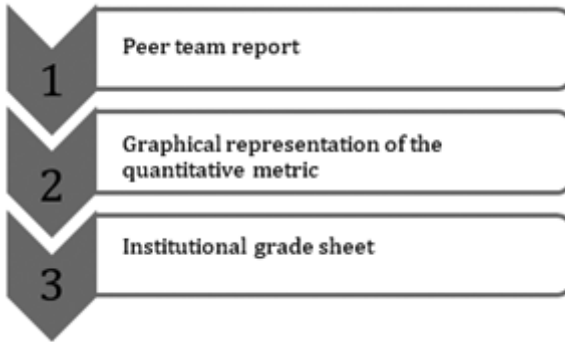 1
Peer team report
2
Graphical representation of the
quantitative metric
3
Institutional grade sheet